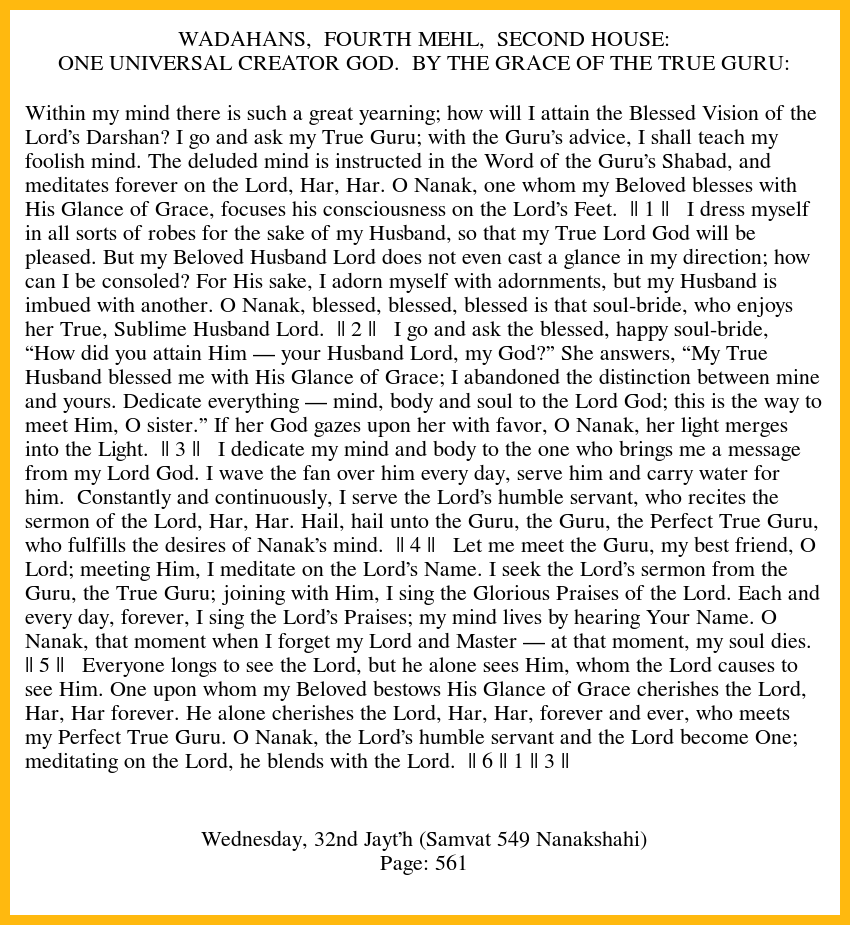 WADAHANS,  FOURTH MEHL,  SECOND HOUSE:
ONE UNIVERSAL CREATOR GOD.  BY THE GRACE OF THE TRUE GURU:
Within my mind there is such a great yearning; how will I attain the Blessed Vision of the
Lord’s Darshan? I go and ask my True Guru; with the Guru’s advice, I shall teach my
foolish mind. The deluded mind is instructed in the Word of the Guru’s Shabad, and
meditates forever on the Lord, Har, Har. O Nanak, one whom my Beloved blesses with
His Glance of Grace, focuses his consciousness on the Lord’s Feet.  || 1 ||   I dress myself
in all sorts of robes for the sake of my Husband, so that my True Lord God will be
pleased. But my Beloved Husband Lord does not even cast a glance in my direction; how
can I be consoled? For His sake, I adorn myself with adornments, but my Husband is
imbued with another. O Nanak, blessed, blessed, blessed is that soul-bride, who enjoys
her True, Sublime Husband Lord.  || 2 ||   I go and ask the blessed, happy soul-bride,
“How did you attain Him — your Husband Lord, my God?” She answers, “My True
Husband blessed me with His Glance of Grace; I abandoned the distinction between mine
and yours. Dedicate everything — mind, body and soul to the Lord God; this is the way to
meet Him, O sister.” If her God gazes upon her with favor, O Nanak, her light merges
into the Light.  || 3 ||   I dedicate my mind and body to the one who brings me a message
from my Lord God. I wave the fan over him every day, serve him and carry water for
him.  Constantly and continuously, I serve the Lord’s humble servant, who recites the
sermon of the Lord, Har, Har. Hail, hail unto the Guru, the Guru, the Perfect True Guru,
who fulfills the desires of Nanak’s mind.  || 4 ||   Let me meet the Guru, my best friend, O
Lord; meeting Him, I meditate on the Lord’s Name. I seek the Lord’s sermon from the
Guru, the True Guru; joining with Him, I sing the Glorious Praises of the Lord. Each and
every day, forever, I sing the Lord’s Praises; my mind lives by hearing Your Name. O
Nanak, that moment when I forget my Lord and Master — at that moment, my soul dies.
|| 5 ||   Everyone longs to see the Lord, but he alone sees Him, whom the Lord causes to
see Him. One upon whom my Beloved bestows His Glance of Grace cherishes the Lord,
Har, Har forever. He alone cherishes the Lord, Har, Har, forever and ever, who meets
my Perfect True Guru. O Nanak, the Lord’s humble servant and the Lord become One;
meditating on the Lord, he blends with the Lord.  || 6 || 1 || 3 ||
Wednesday, 32nd Jayt’h (Samvat 549 Nanakshahi)
Page: 561